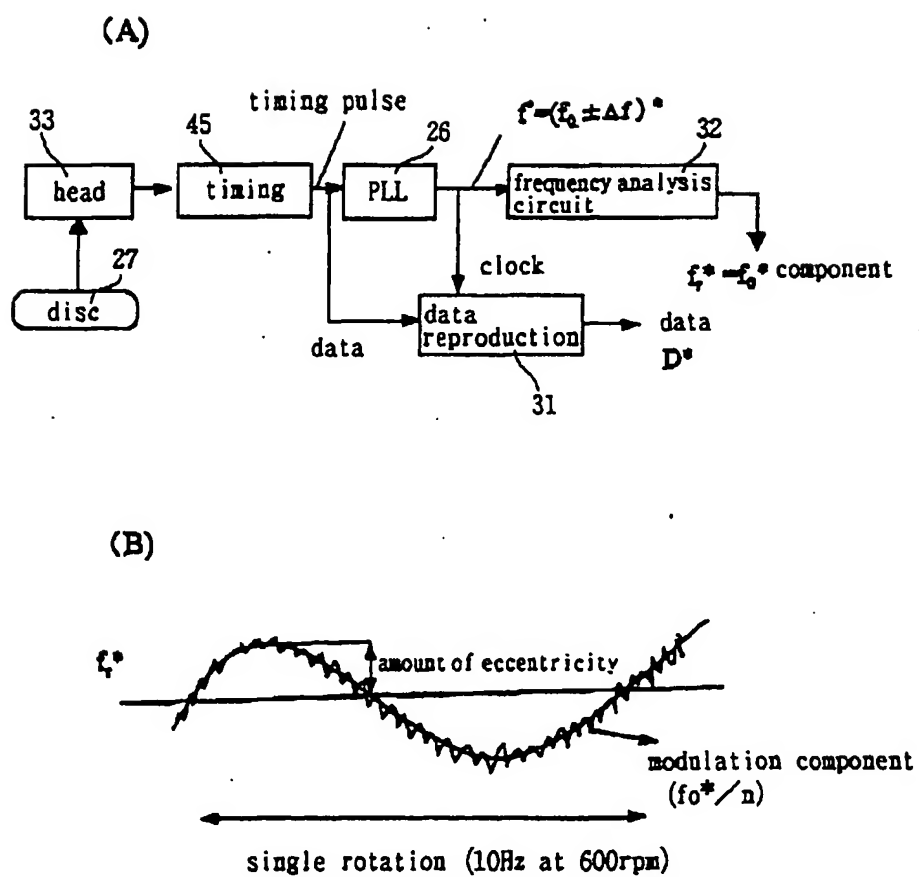 (A)
timing pulse
f=(f₀ ±Δf) *
33
45
26
32
head
timing
PLL
frequency analysis
circuit
27
clock
fᵣ* =f₀* component
disc
data
data
reproduction
data
D*
31
(B)
fᵣ*
amount of eccentricity
modulation component
(fo*/n)
single rotation (10Hz at 600rpm)